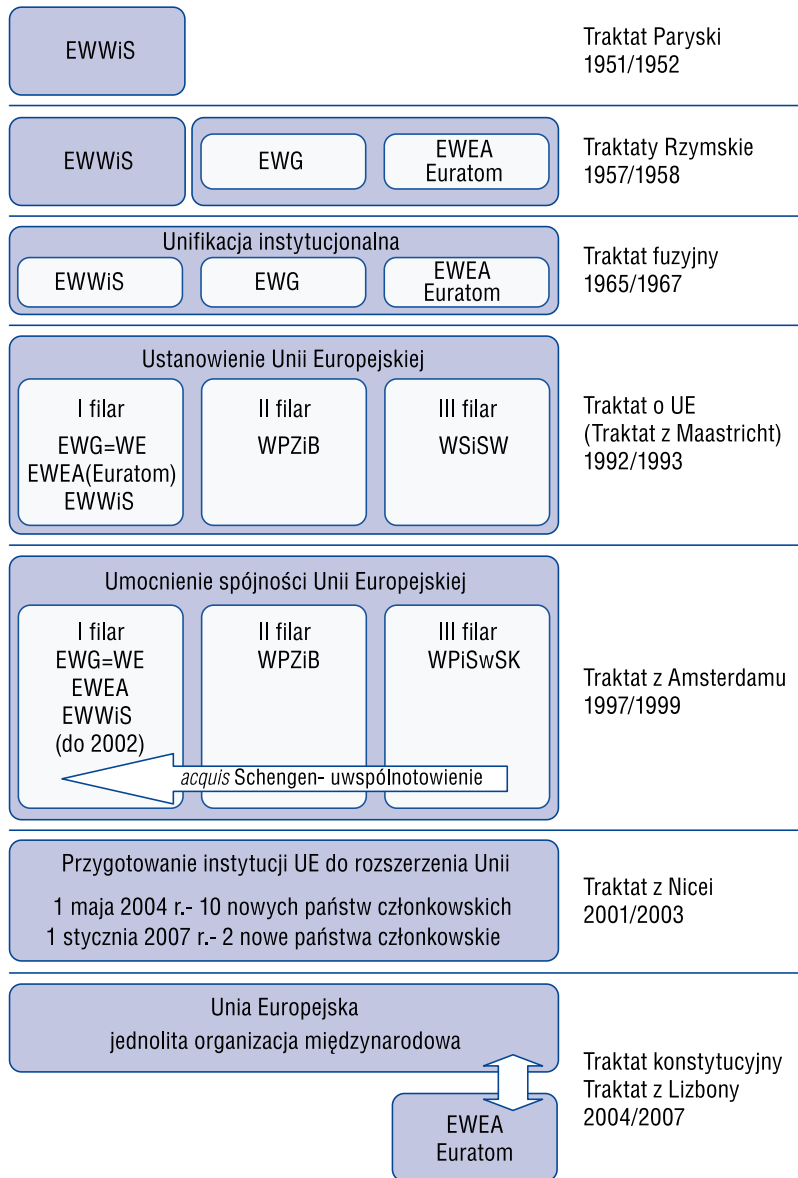 EWWiS
Traktat Paryski
1951/1952
EWWiS
EWG
EWEA
Euratom
Traktaty Rzymskie
1957/1958
Unifikacja instytucjonalna
EWWiS
EWG
EWEA
Euratom
Traktat fuzyjny
1965/1967
Ustanowienie Unii Europejskiej
I filar
EWG=WE
EWEA(Euratom)
EWWiS
II filar
WPZiB
III filar
WSiSW
Traktat o UE
(Traktat z Maastricht)
1992/1993
Umocnienie spójności Unii Europejskiej
I filar
EWG=WE
EWEA
EWWiS
(do 2002)
II filar
WPZiB
III filar
WPiSwSK
acquis Schengen- uwspólnotowienie
Traktat z Amsterdamu
1997/1999
Przygotowanie instytucji UE do rozszerzenia Unii
1 maja 2004 r.- 10 nowych państw członkowskich
1 stycznia 2007 r.- 2 nowe państwa członkowskie
Traktat z Nicei
2001/2003
Unia Europejska
jednolita organizacja międzynarodowa
EWEA
Euratom
Traktat konstytucyjny
Traktat z Lizbony
2004/2007